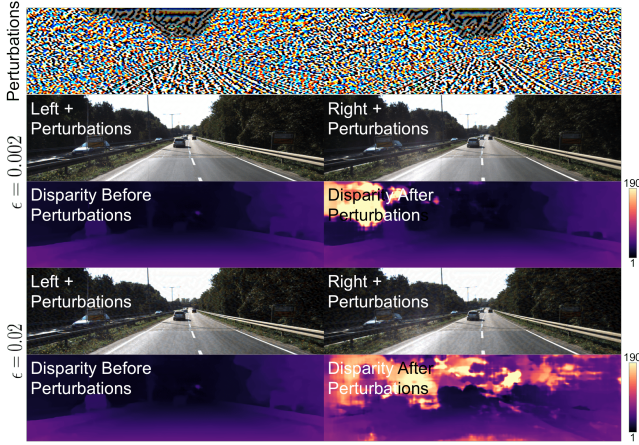 Perturbations
Left +
Perturbations
Right +
Perturbations
ϵ = 0.002
Disparity Before
Perturbations
Disparity After
Perturbations
190
1
Left +
Perturbations
Right +
Perturbations
ϵ = 0.02
Disparity Before
Perturbations
Disparity After
Perturbations
190
1